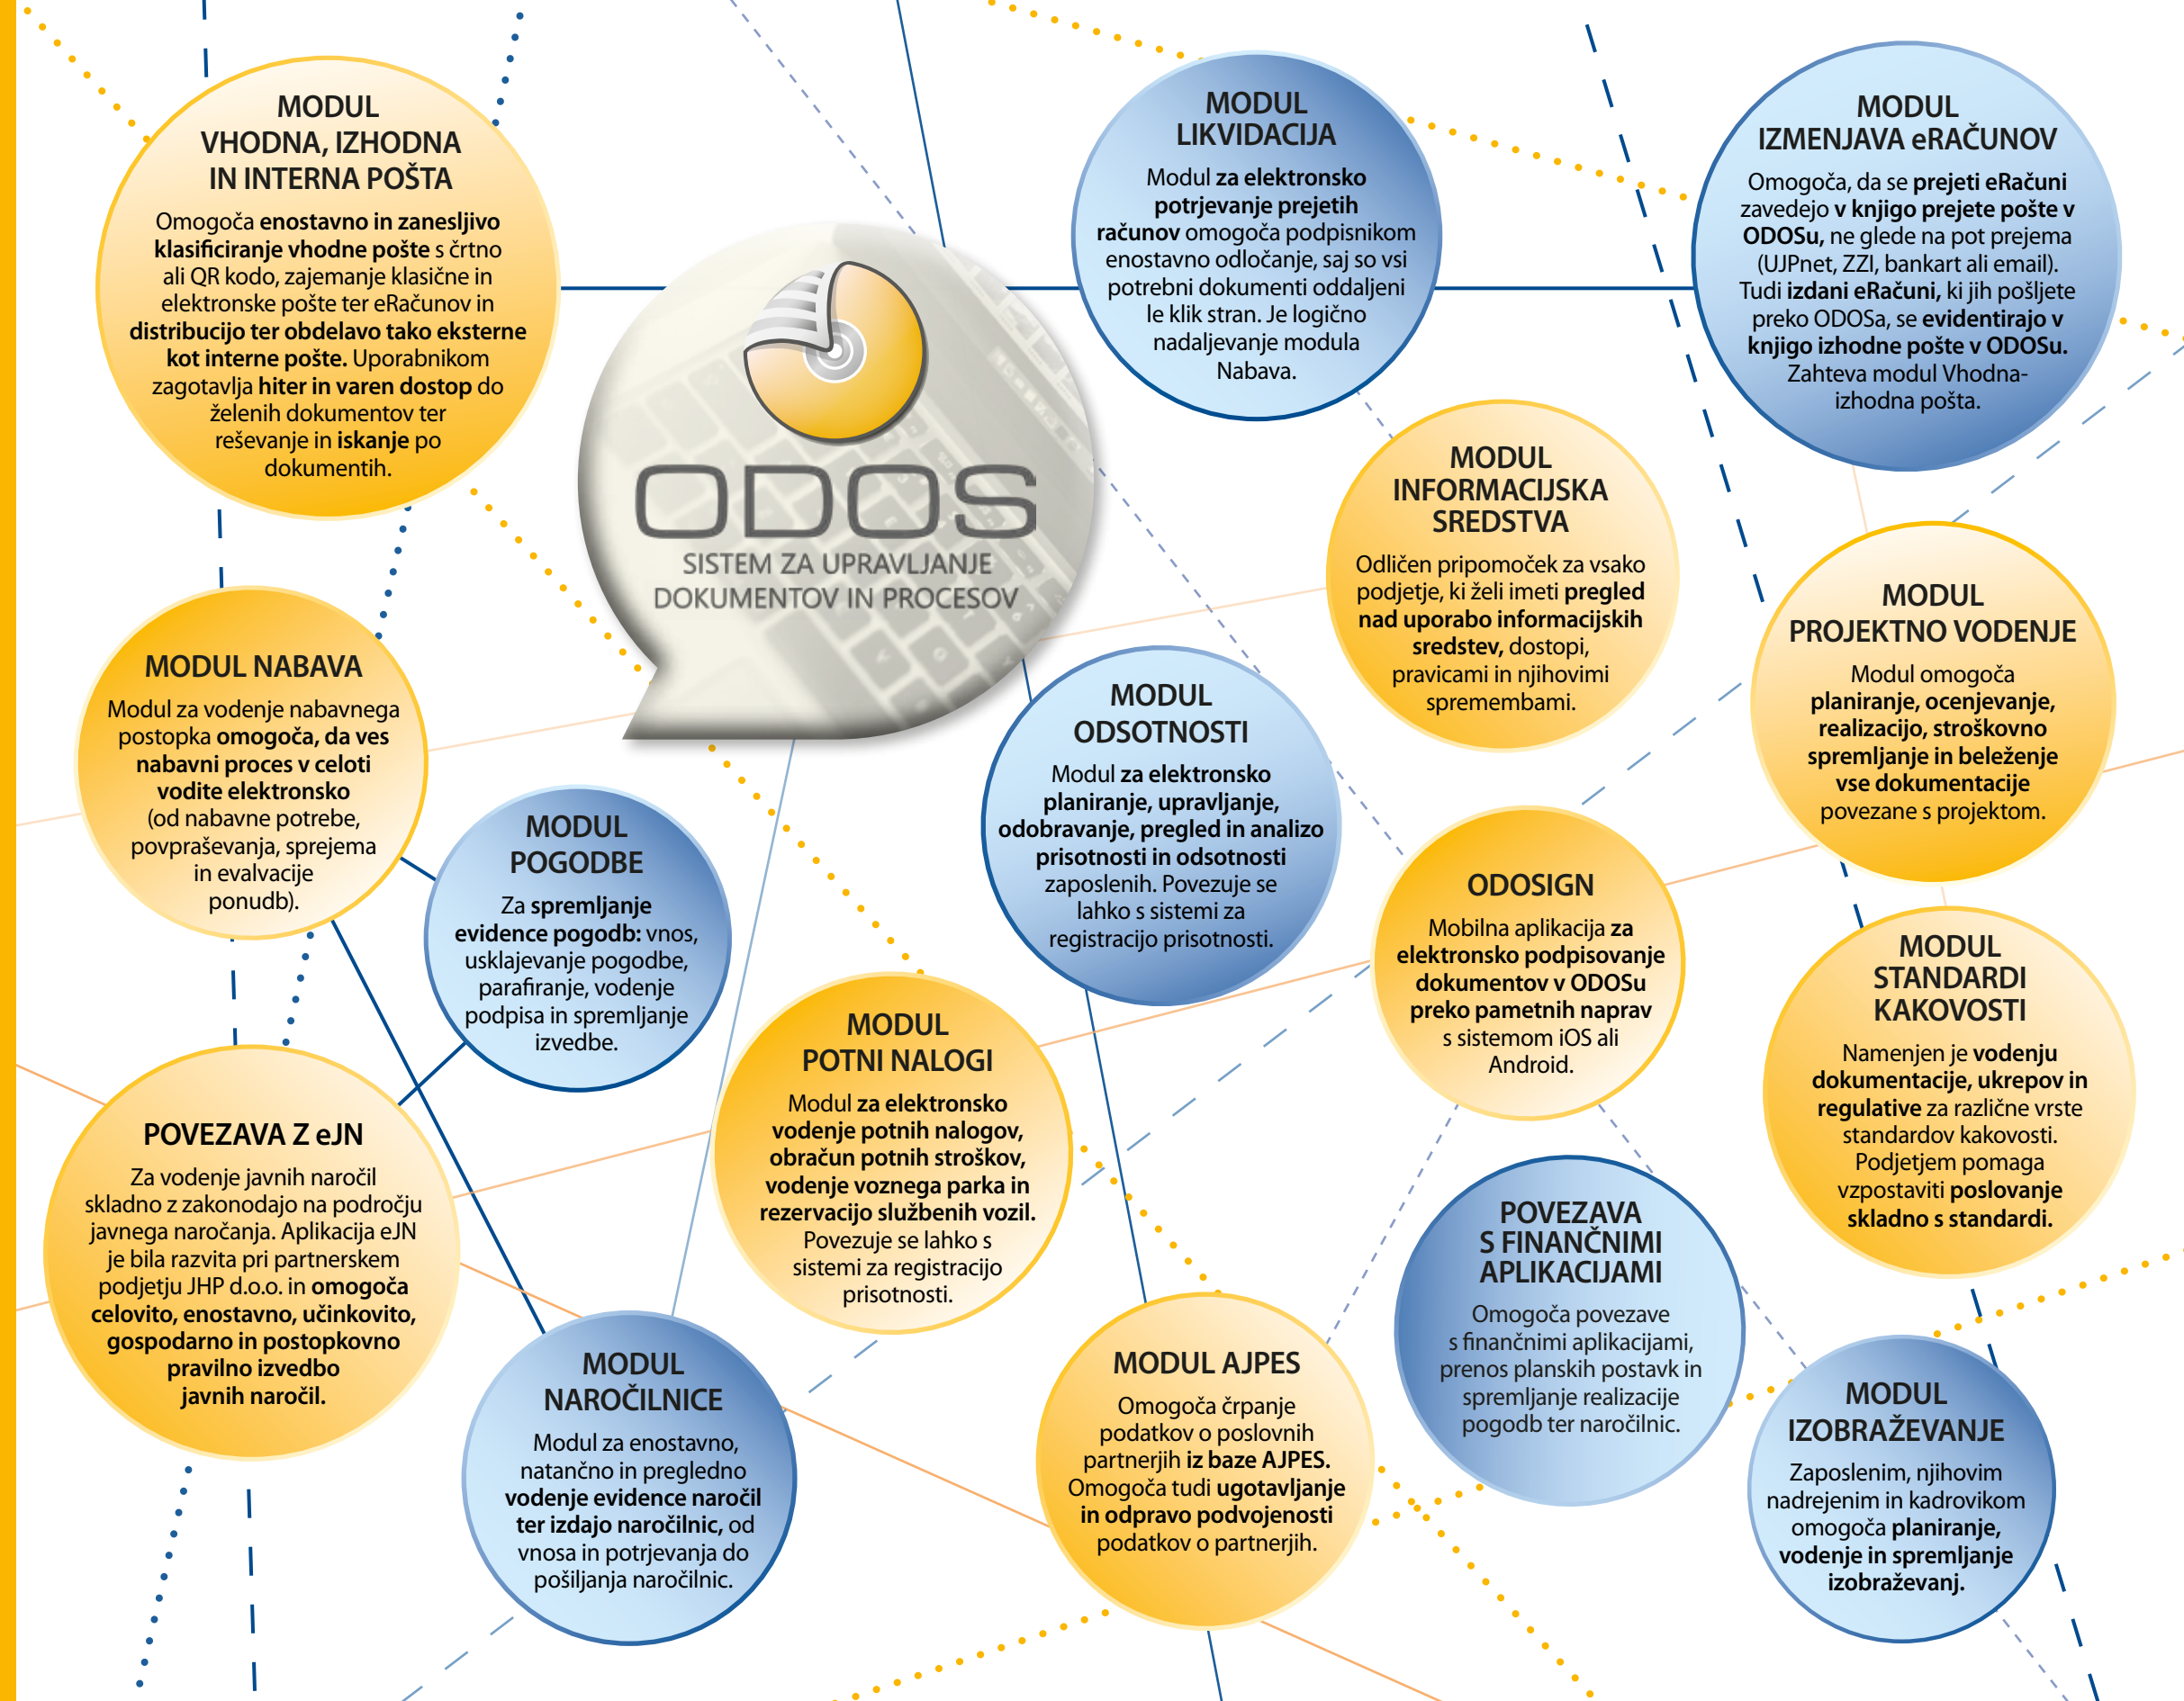 MODUL
VHODNA, IZHODNA
IN INTERNA POŠTA
Omogoča enostavno in zanesljivo
klasificiranje vhodne pošte s črtno
ali QR kodo, zajemanje klasične in
elektronske pošte ter eRačunov in
distribucijo ter obdelavo tako eksterne
kot interne pošte. Uporabnikom
zagotavlja hiter in varen dostop do
želenih dokumentov ter
reševanje in iskanje po
dokumentih.
ODOS
SISTEM ZA UPRAVLJANJE
DOKUMENTOV IN PROCESOV
MODUL
LIKVIDACIJA
Modul za elektronsko
potrjevanje prejetih
računov omogoča podpisnikom
enostavno odločanje, saj so vsi
potrebni dokumenti oddaljeni
le klik stran. Je logično
nadaljevanje modula
Nabava.
MODUL
IZMENJAVA eRAČUNOV
Omogoča, da se prejeti eRačuni
zavedejo v knjigo prejete pošte v
ODOSu, ne glede na pot prejema
(UJPnet, ZZI, bankart ali email).
Tudi izdani eRačuni, ki jih pošljete
preko ODOSa, se evidentirajo v
knjigo izhodne pošte v ODOSu.
Zahteva modul Vhodna-
izhodna pošta.
MODUL
INFORMACIJSKA
SREDSTVA
Odličen pripomoček za vsako
podjetje, ki želi imeti pregled
nad uporabo informacijskih
sredstev, dostopi,
pravicami in njihovimi
spremembami.
MODUL
PROJEKTNO VODENJE
Modul omogoča
planiranje, ocenjevanje,
realizacijo, stroškovno
spremljanje in beleženje
vse dokumentacije
povezane s projektom.
MODUL NABAVA
Modul za vodenje nabavnega
postopka omogoča, da ves
nabavni proces v celoti
vodite elektronsko
(od nabavne potrebe,
povpraševanja, sprejema
in evalvacije
ponudb).
MODUL
ODSOTNOSTI
Modul za elektronsko
planiranje, upravljanje,
odobravanje, pregled in analizo
prisotnosti in odsotnosti
zaposlenih. Povezuje se
lahko s sistemi za
registracijo prisotnosti.
MODUL
POGODBE
Za spremljanje
evidence pogodb: vnos,
usklajevanje pogodbe,
parafiranje, vodenje
podpisa in spremljanje
izvedbe.
ODOSIGN
Mobilna aplikacija za
elektronsko podpisovanje
dokumentov v ODOSu
preko pametnih naprav
s sistemom iOS ali
Android.
MODUL
STANDARDI
KAKOVOSTI
Namenjen je vodenju
dokumentacije, ukrepov in
regulative za različne vrste
standardov kakovosti.
Podjetjem pomaga
vzpostaviti poslovanje
skladno s standardi.
MODUL
POTNI NALOGI
Modul za elektronsko
vodenje potnih nalogov,
obračun potnih stroškov,
vodenje voznega parka in
rezervacijo službenih vozil.
Povezuje se lahko s
sistemi za registracijo
prisotnosti.
POVEZAVA Z eJN
Za vodenje javnih naročil
skladno z zakonodajo na področju
javnega naročanja. Aplikacija eJN
je bila razvita pri partnerskem
podjetju JHP d.o.o. in omogoča
celovito, enostavno, učinkovito,
gospodarno in postopkovno
pravilno izvedbo
javnih naročil.
POVEZAVA
S FINANČNIMI
APLIKACIJAMI
Omogoča povezave
s finančnimi aplikacijami,
prenos planskih postavk in
spremljanje realizacije
pogodb ter naročilnic.
MODUL
NAROČILNICE
Modul za enostavno,
natančno in pregledno
vodenje evidence naročil
ter izdajo naročilnic, od
vnosa in potrjevanja do
pošiljanja naročilnic.
MODUL AJPES
Omogoča črpanje
podatkov o poslovnih
partnerjih iz baze AJPES.
Omogoča tudi ugotavljanje
in odpravo podvojenosti
podatkov o partnerjih.
MODUL
IZOBRAŽEVANJE
Zaposlenim, njihovim
nadrejenim in kadrovikom
omogoča planiranje,
vodenje in spremljanje
izobraževanj.